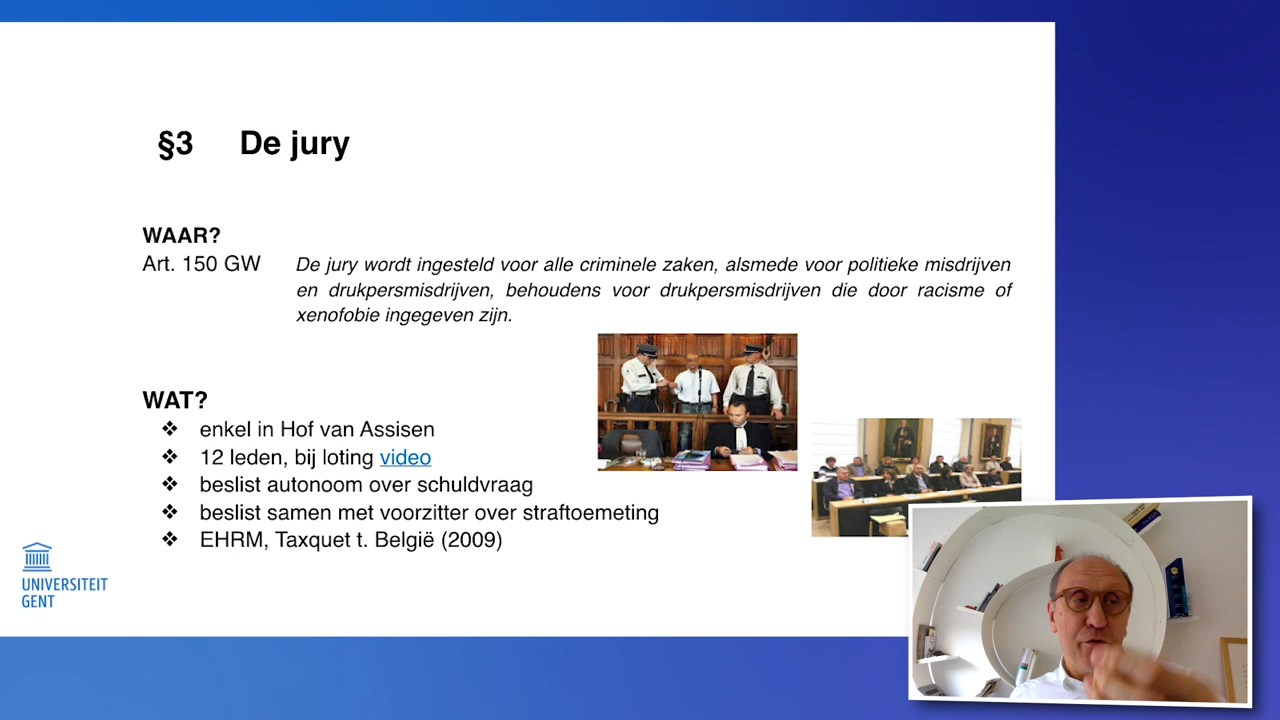 §3 De jury
WAAR?
Art. 150 GW De jury wordt ingesteld voor alle criminele zaken, alsmede voor politieke misdrijven
en drukpersmisdrijven, behoudens voor drukpersmisdrijven die door racisme of
xenofobie ingegeven zijn.
WAT?
❖ enkel in Hof van Assisen
❖ 12 leden, bij loting video
❖ beslist autonoom over schuldvraag
❖ beslist samen met voorzitter over straftoemeting
❖ EHRM, Taxquet t. België (2009)
UNIVERSITEIT
GENT